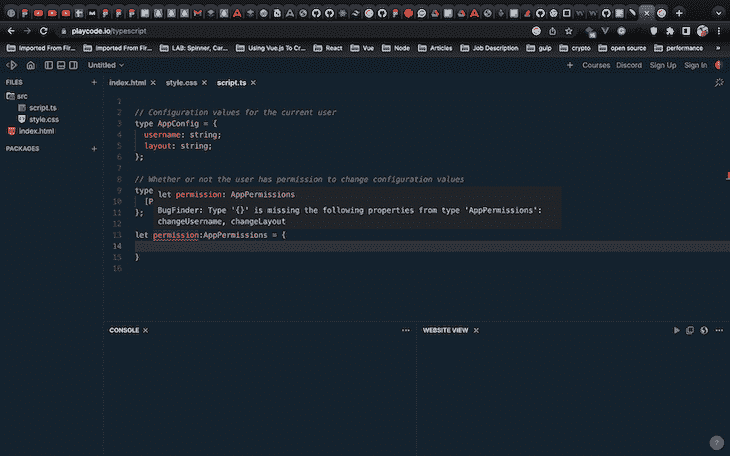 playcode.io/typescript
Imported From Fir... Imported From Fir... LAB: Spinner, Car... Using Vue.js To Cr... React Vue Node Articles Job Description gulp crypto open source performance »
Untitled
+ Courses Discord Sign Up Sign In
FILES +
index.html × style.css × script.ts ×
src
script.ts
style.css
index.html
PACKAGES +
1
2 // Configuration values for the current user
3 type AppConfig = {
4 username: string;
5 layout: string;
6 };
7
8 // Whether or not the user has permission to change configuration values
9 type
10 [P
11 };
let permission: AppPermissions
BugFinder: Type '{}' is missing the following properties from type 'AppPermissions':
changeUsername, changeLayout
12
13 let permission:AppPermissions = {
14
15 }
16
CONSOLE × ...
WEBSITE VIEW × ...
?